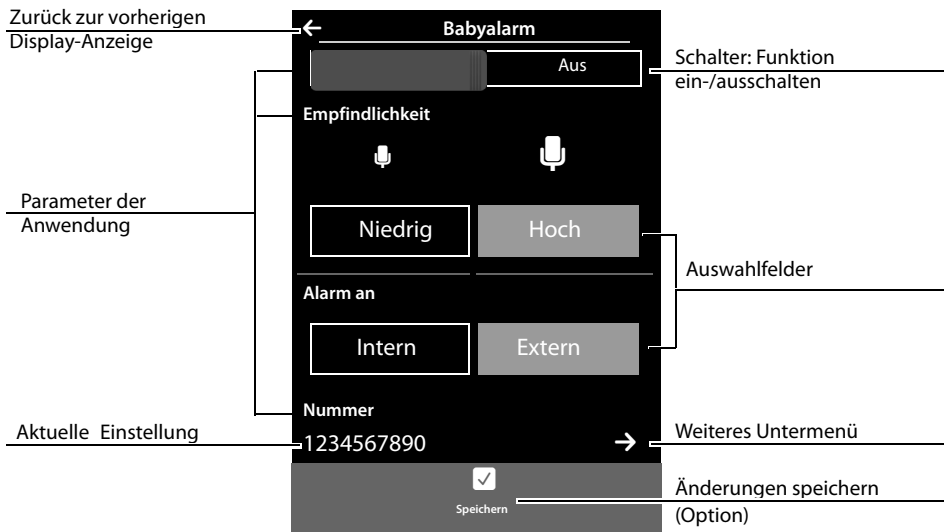 Zurück zur vorherigen
Display-Anzeige
Babyalarm
Aus
Schalter: Funktion
ein-/ausschalten
Empfindlichkeit
Parameter der
Anwendung
Niedrig
Hoch
Auswahlfelder
Alarm an
Intern
Extern
Nummer
Aktuelle Einstellung
1234567890
Weiteres Untermenü
Speichern
Änderungen speichern
(Option)